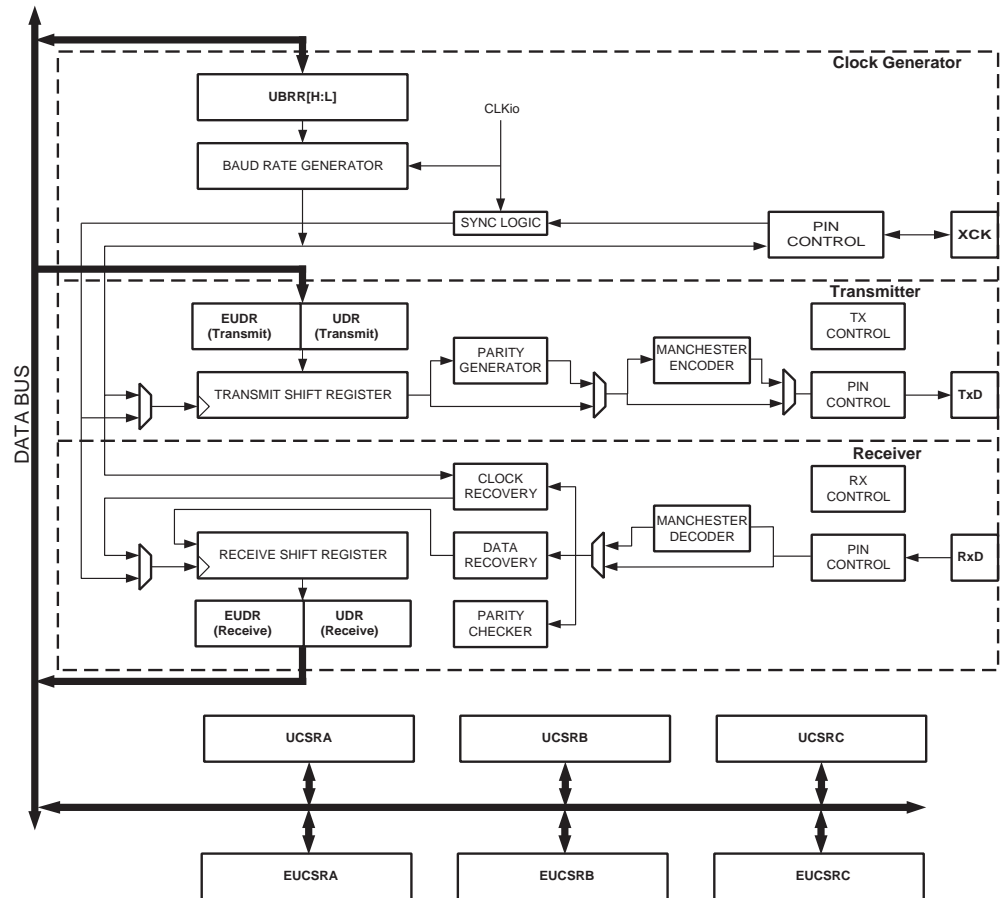 Clock Generator
UBRR[H:L]
CLKio
BAUD RATE GENERATOR
SYNC LOGIC
PIN
CONTROL
XCK
Transmitter
EUDR
(Transmit)
UDR
(Transmit)
TX
CONTROL
PARITY
GENERATOR
MANCHESTER
ENCODER
TRANSMIT SHIFT REGISTER
PIN
CONTROL
TxD
DATA BUS
Receiver
CLOCK
RECOVERY
RX
CONTROL
MANCHESTER
DECODER
RECEIVE SHIFT REGISTER
DATA
RECOVERY
PIN
CONTROL
RxD
EUDR
(Receive)
UDR
(Receive)
PARITY
CHECKER
UCSRA
UCSRB
UCSRC
EUCSRA
EUCSRB
EUCSRC